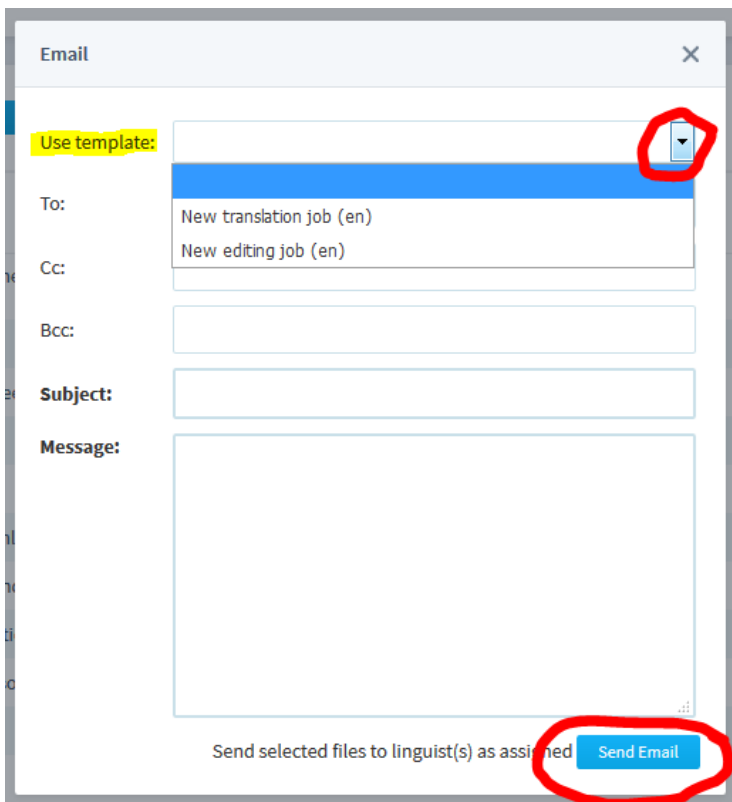 Email
Use template:
To:
New translation job (en)
New editing job (en)
Cc:
Bcc:
Subject:
Message:
Send selected files to linguist(s) as assigned
Send Email